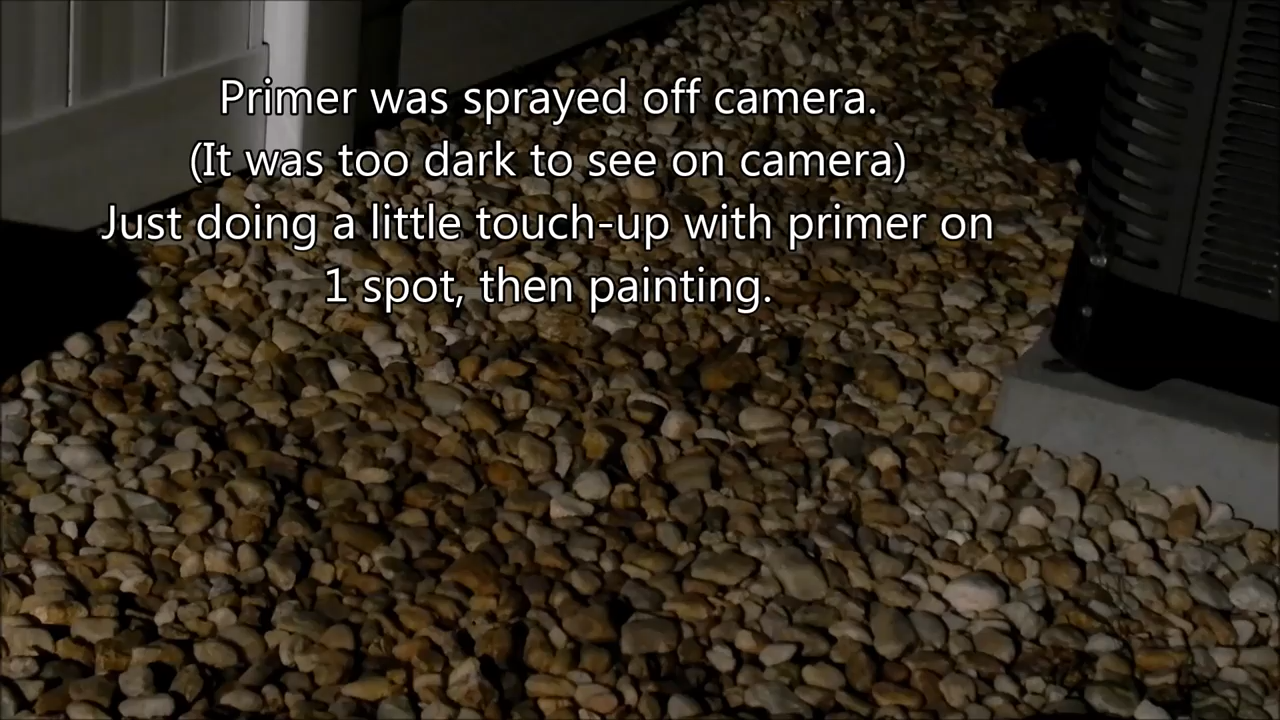 Primer was sprayed off camera.
(It was too dark to see on camera)
Just doing a little touch-up with primer on
1 spot, then painting.